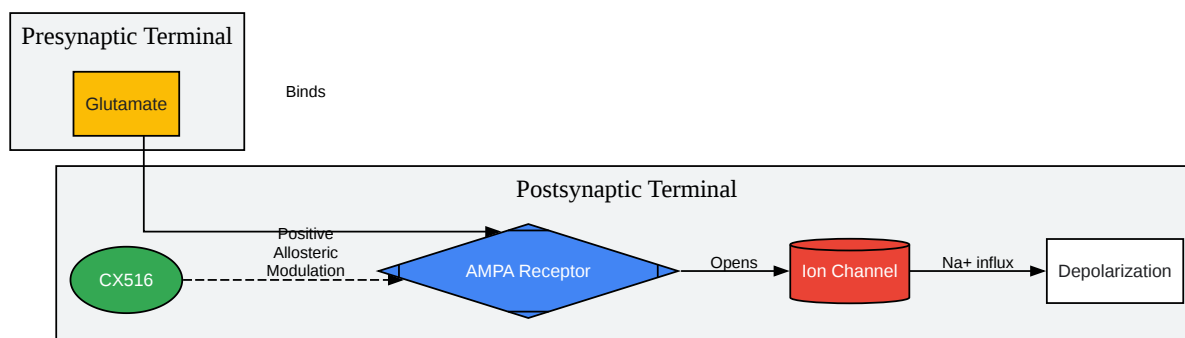 Presynaptic Terminal
Glutamate
Binds
Postsynaptic Terminal
Positive
Allosteric
Modulation
CX516
AMPA Receptor
Opens
Ion Channel
Na+ influx
Depolarization